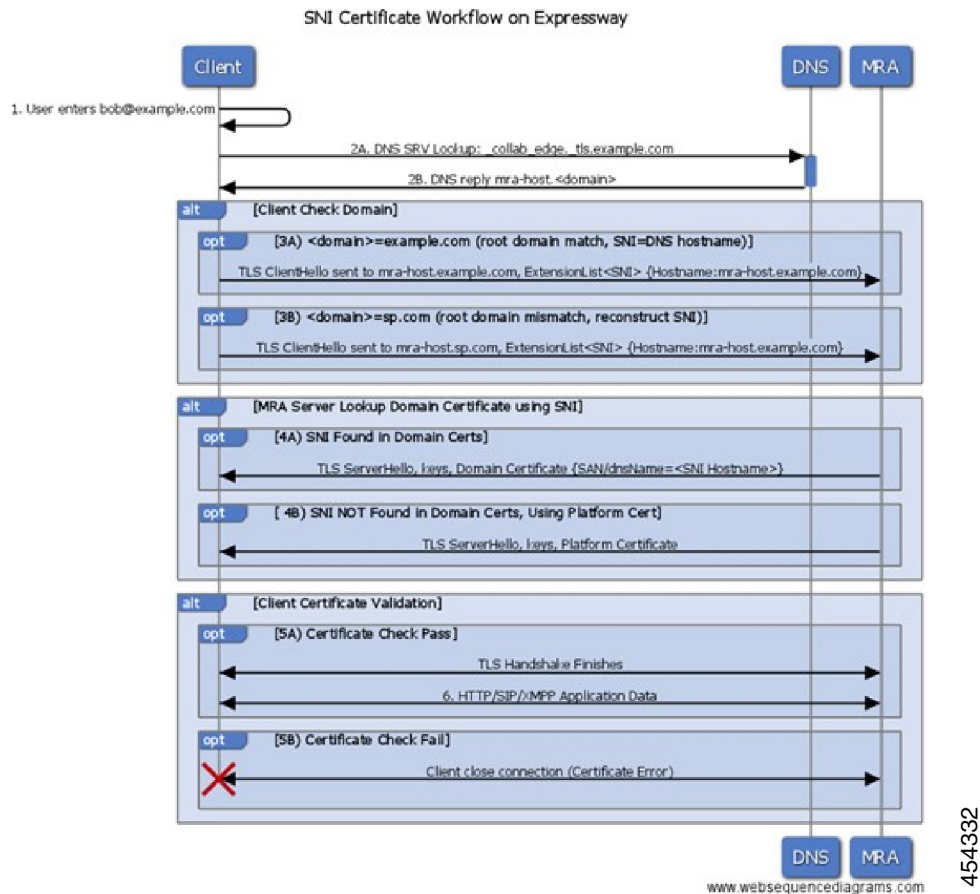 SNI Certificate Workflow on Expressway
Client
DNS
MRA
1. User enters bob@example.com
2A. DNS SRV Lookup: _collab_edge._tls.example.com
2B. DNS reply mra-host.<domain>
alt [Client Check Domain]
opt [3A) <domain>=example.com (root domain match, SNI=DNS hostname)]
TLS ClientHello sent to mra-host.example.com, ExtensionList<SNI> {Hostname:mra-host.example.com}
opt [3B) <domain>=sp.com (root domain mismatch, reconstruct SNI)]
TLS ClientHello sent to mra-host.sp.com, ExtensionList<SNI> {Hostname:mra-host.example.com}
alt [MRA Server Lookup Domain Certificate using SNI]
opt [4A) SNI Found in Domain Certs]
TLS ServerHello, keys, Domain Certificate {SAN/dnsName=<SNI Hostname>}
opt [ 4B) SNI NOT Found in Domain Certs, Using Platform Cert]
TLS ServerHello, keys, Platform Certificate
alt [Client Certificate Validation]
opt [5A) Certificate Check Pass]
TLS Handshake Finishes
6. HTTP/SIP/XMPP Application Data
opt [5B) Certificate Check Fail]
Client close connection (Certificate Error)
DNS
MRA
www.websequencediagrams.com
454332